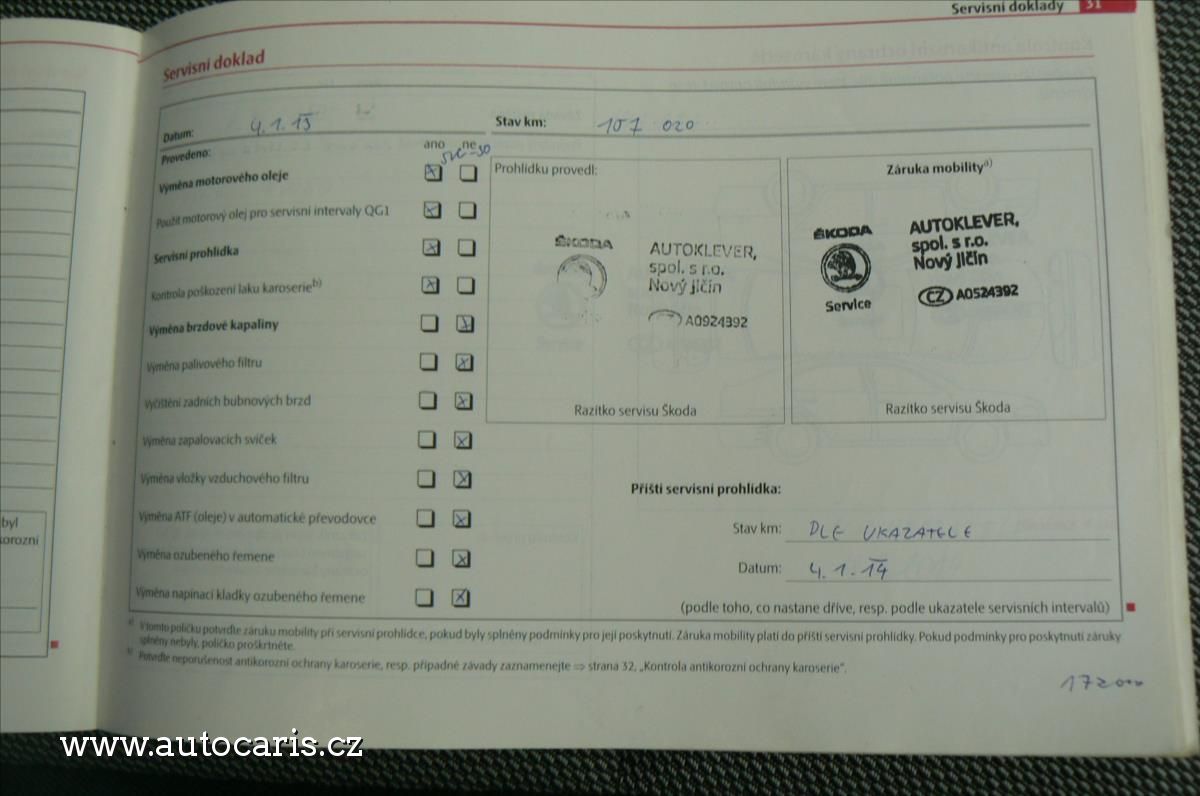 Servisní doklady 31
Servisní doklad
Datum: 4.1.13
Stav km: 157 020
Provedeno:
ano ne
5W-30
Výměna motorového oleje
Použit motorový olej pro servisní intervaly QG1
Servisní prohlídka
Kontrola poškození laku karoserie b)
Výměna brzdové kapaliny
Výměna palivového filtru
Vyčištění zadních bubnových brzd
Výměna zapalovacích svíček
Výměna vložky vzduchového filtru
Výměna ATF (oleje) v automatické převodovce
Výměna ozubeného řemene
Výměna napínací kladky ozubeného řemene
Prohlídku provedl:
ŠKODA
AUTOKLEVER,
spol. s r.o.
Nový Jičín
A0924392
Razítko servisu Škoda
Záruka mobility a)
ŠKODA
Service
AUTOKLEVER,
spol. s r.o.
Nový Jičín
CZ A0524392
Razítko servisu Škoda
Příští servisní prohlídka:
Stav km: DLE UKAZATELE
Datum: 4.1.14
(podle toho, co nastane dříve, resp. podle ukazatele servisních intervalů)
a) V tomto políčku potvrďte záruku mobility při servisní prohlídce, pokud byly splněny podmínky pro její poskytnutí. Záruka mobility platí do příští servisní prohlídky. Pokud podmínky pro poskytnutí záruky
splněny nebyly, políčko proškrtněte.
b) Potvrďte neporušenost antikorozní ochrany karoserie, resp. případné závady zaznamenejte ⇒ strana 32, „Kontrola antikorozní ochrany karoserie“.
172000
byl
korozní
www.autocaris.cz